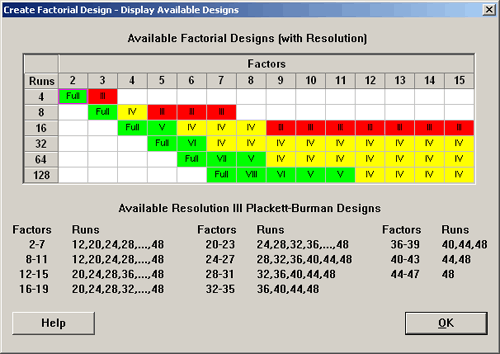 Create Factorial Design - Display Available Designs
Available Factorial Designs (with Resolution)
Factors
Runs 2 3 4 5 6 7 8 9 10 11 12 13 14 15
4 Full III
8 Full IV III III III
16 Full V IV IV IV III III III III III III III
32 Full VI IV IV IV IV IV IV IV IV IV IV
64 Full VII V IV IV IV IV IV IV IV
128 Full VIII VI V V IV IV IV IV
Available Resolution III Plackett-Burman Designs
Factors Runs Factors Runs Factors Runs
2-7 12,20,24,28,...,48 20-23 24,28,32,36,...,48 36-39 40,44,48
8-11 12,20,24,28,...,48 24-27 28,32,36,40,44,48 40-43 44,48
12-15 20,24,28,36,...,48 28-31 32,36,40,44,48 44-47 48
16-19 20,24,28,32,...,48 32-35 36,40,44,48
Help OK